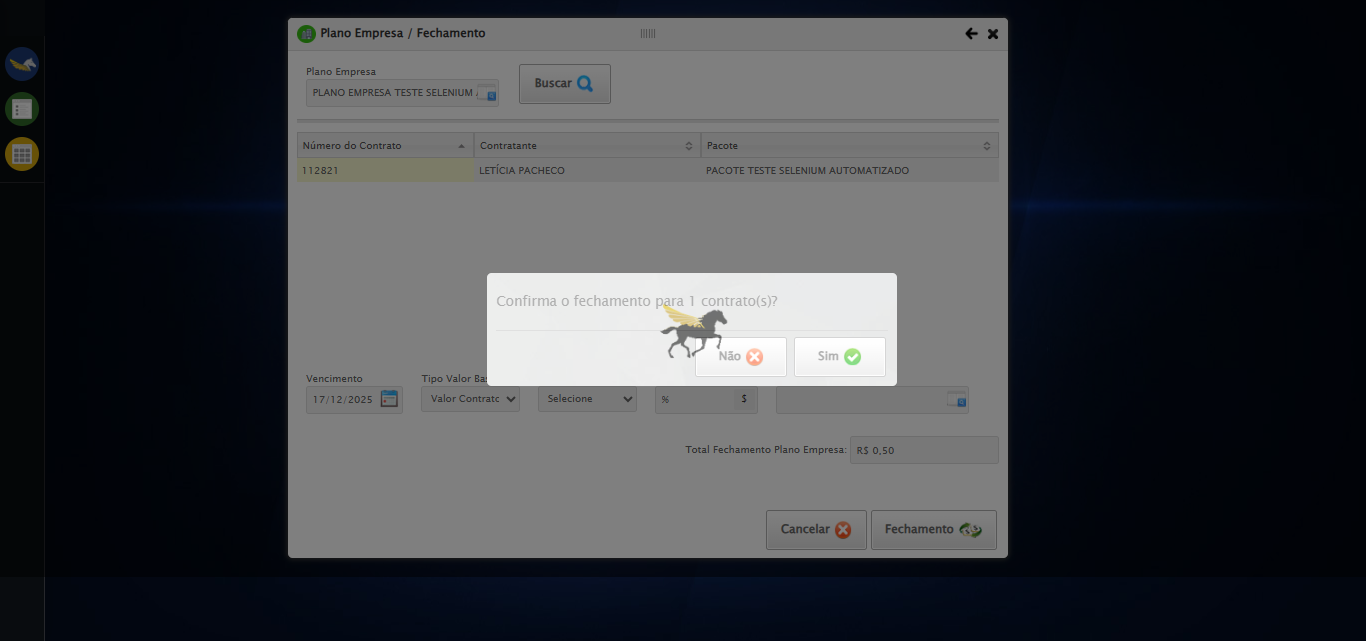 Plano Empresa / Fechamento
Plano Empresa
PLANO EMPRESA TESTE SELENIUM
Buscar
Número do Contrato Contratante Pacote
112821 LETÍCIA PACHECO PACOTE TESTE SELENIUM AUTOMATIZADO
Confirma o fechamento para 1 contrato(s)?
Não Sim
Vencimento Tipo Valor Bas
17/12/2025 Valor Contrato Selecione % $
Total Fechamento Plano Empresa: R$ 0,50
Cancelar Fechamento